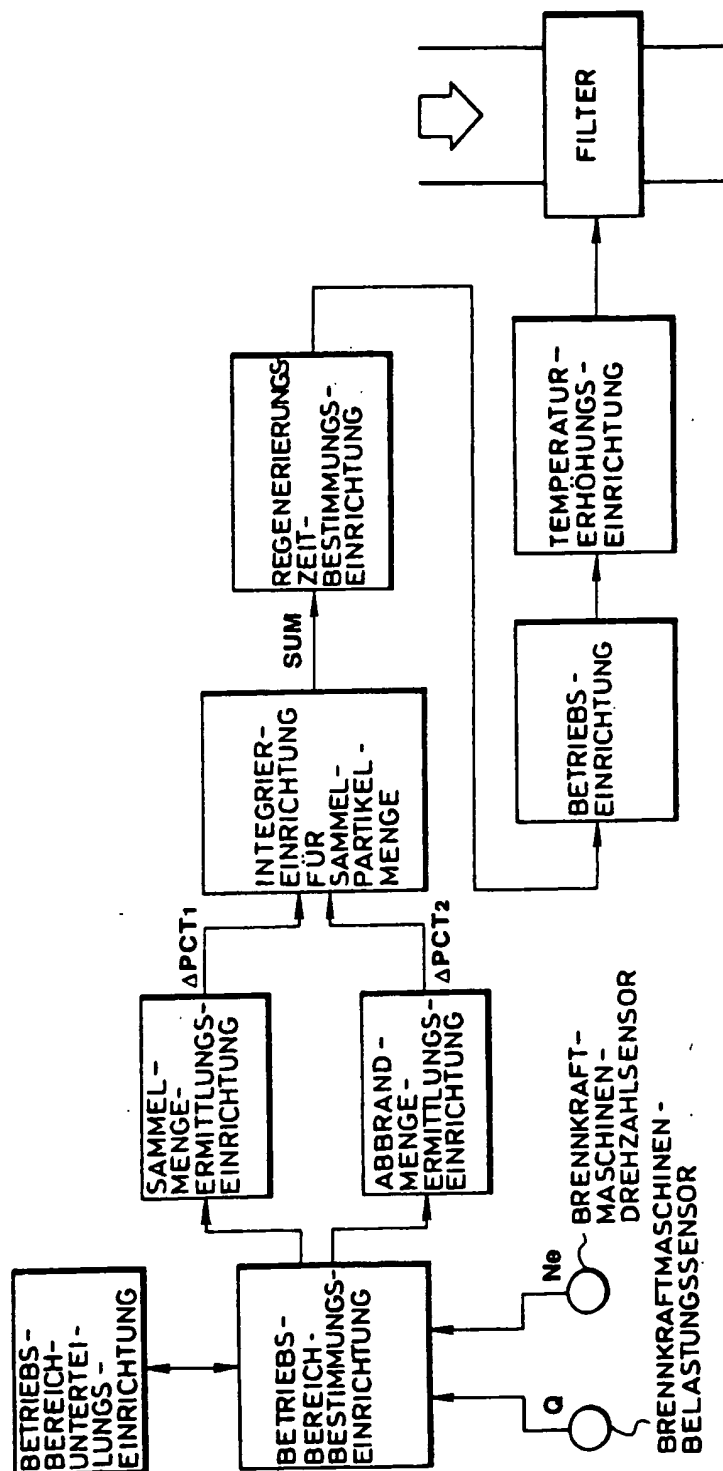 BETRIEBS-
BEREICH-
UNTERTEI-
LUNGS-
EINRICHTUNG
BETRIEBS-
BEREICH-
BESTIMMUNGS-
EINRICHTUNG
Q
BRENNKRAFTMASCHINEN-
BELASTUNGSSENSOR
Ne
BRENNKRAFT-
MASCHINEN-
DREHZAHLSENSOR
SAMMEL-
MENGE-
ERMITTLUNGS-
EINRICHTUNG
ΔPCT1
ABBRAND-
MENGE-
ERMITTLUNGS-
EINRICHTUNG
ΔPCT2
INTEGRIER-
EINRICHTUNG
FÜR
SAMMEL-
PARTIKEL-
MENGE
SUM
REGENERIERUNGS
ZEIT-
BESTIMMUNGS-
EINRICHTUNG
BETRIEBS-
EINRICHTUNG
TEMPERATUR-
ERHÖHUNGS-
EINRICHTUNG
FILTER